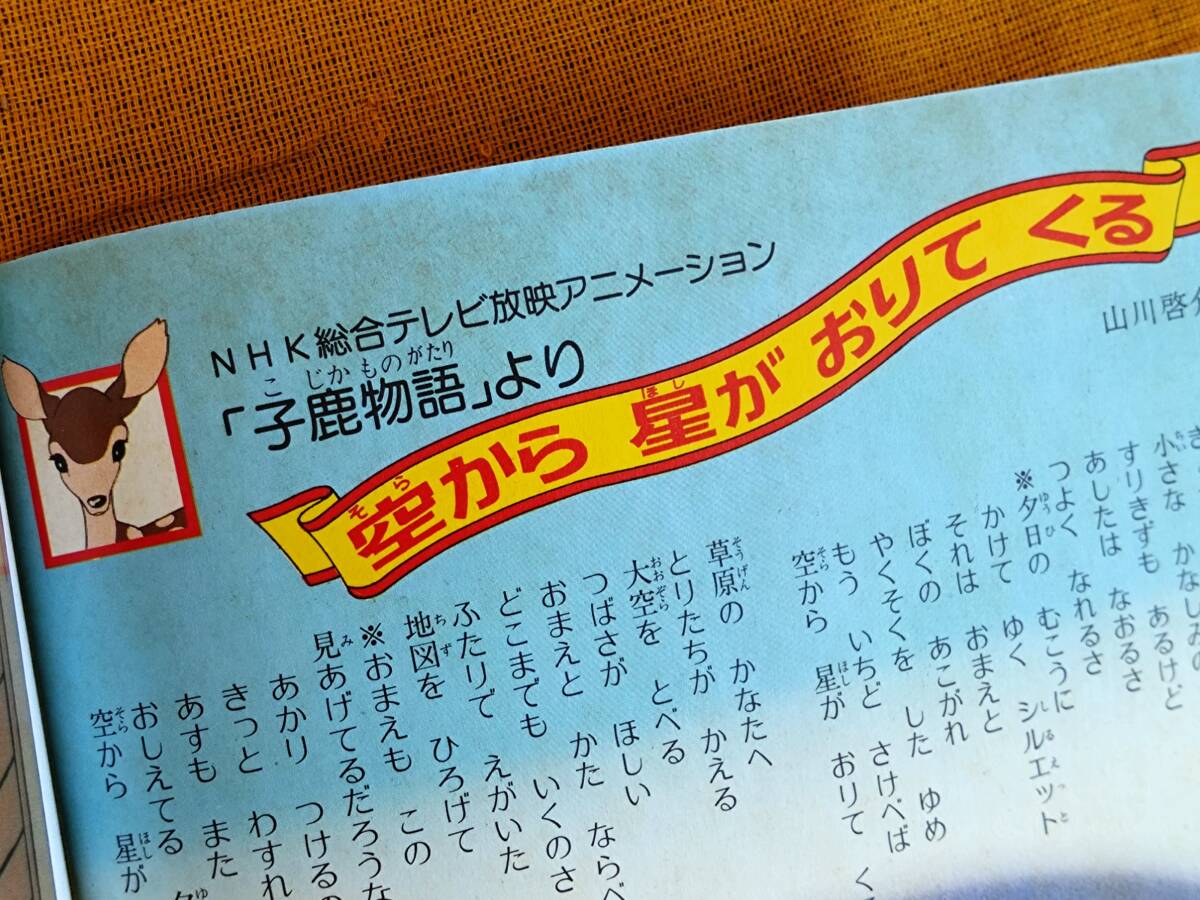 NHK総合テレビ放映アニメーション
「子鹿物語」より
空から 星が おりて くる
山川啓
小さな かなしみの
すりきずも あるけど
あしたは なおるさ
つよく なれるさ
※夕日の むこうに シルエット
かけて ゆく
それは おまえと
ぼくの あこがれ
やくそくを した ゆめ
もう いちど さけべば
空から 星が おりて く
草原の かなたへ
とりたちが かえる
大空を とべる
つばさが ほしい
おまえと かた ならべ
どこまでも いくのさ
ふたりで えがいた
地図を ひろげて
※おまえも この
見あげてるだろうな
あかり つけるの
きっと わすれ
あすも また
おしえてる
空から 星が